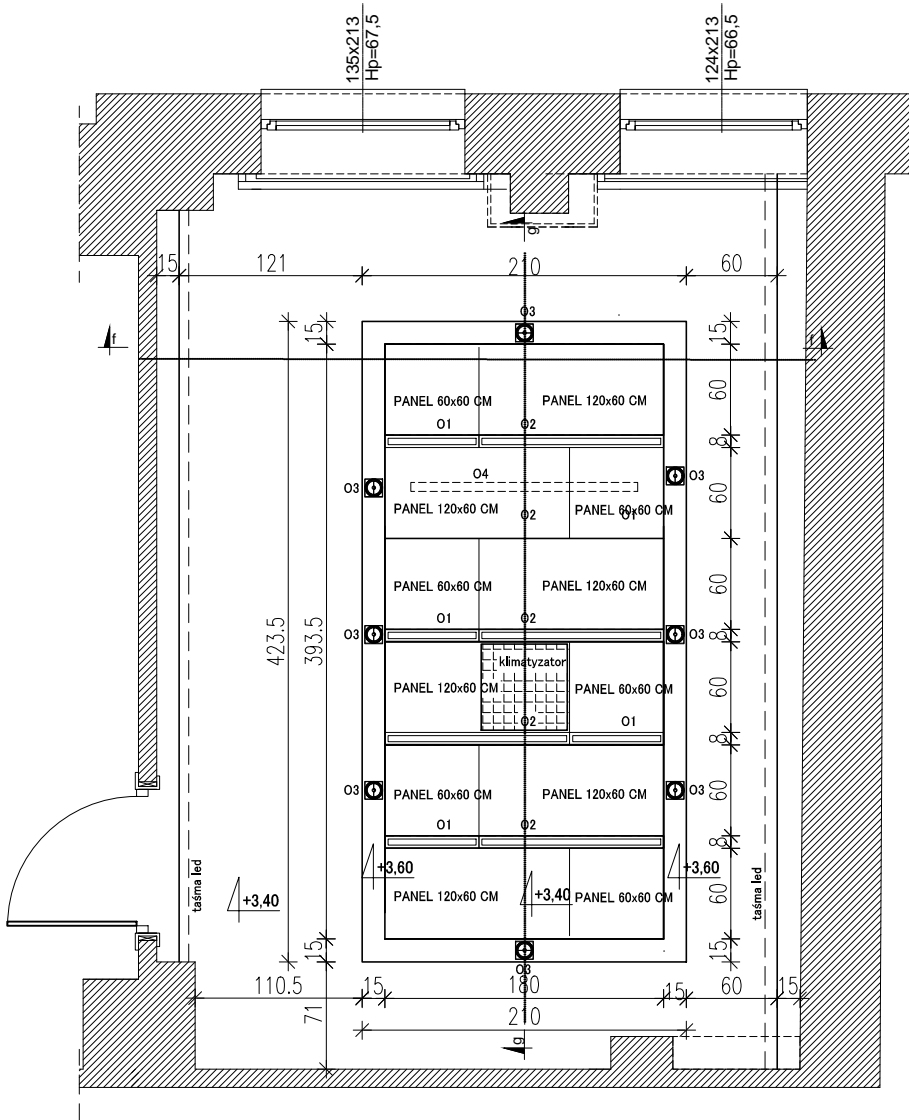 135x213
Hp=67,5
124x213
Hp=66,5
g
15 121 210 60
O3
f f
15 15
PANEL 60x60 CM PANEL 120x60 CM
60
O1 O2
8
O4
O3 O3
PANEL 120x60 CM O2 PANEL 60x60 CM O1
60
PANEL 60x60 CM PANEL 120x60 CM
60
O1 O2
O3 O3
8
423.5 393.5
klimatyzator
PANEL 120x60 CM PANEL 60x60 CM
60
O2 O1
8
O3 O3
PANEL 60x60 CM PANEL 120x60 CM
60
O1 O2
8
+3,60 +3,60
taśma led +3,40 PANEL 120x60 CM +3,40 PANEL 60x60 CM taśma led
60
15 15
O3
110.5 15 180 15 60 15
71
210
g